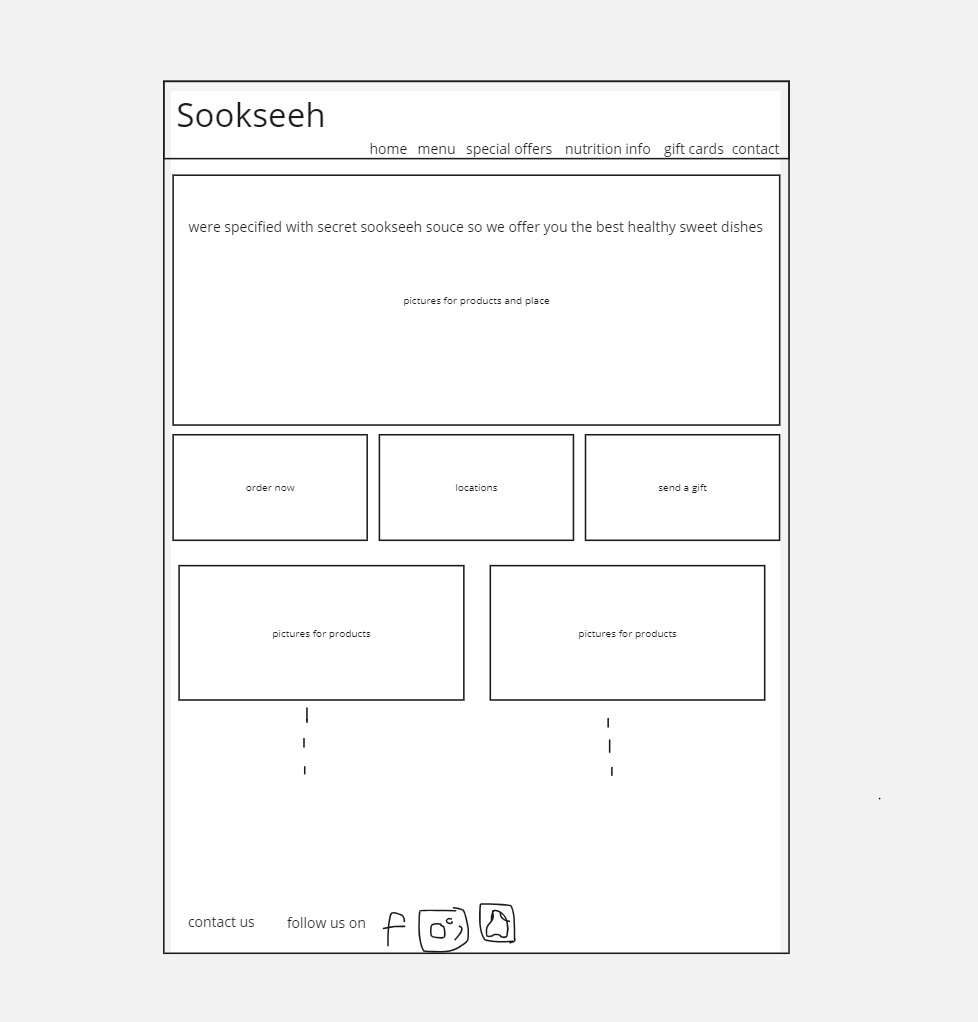 Sookseeh
home menu special offers nutrition info gift cards contact
were specified with secret sookseeh souce so we offer you the best healthy sweet dishes
pictures for products and place
order now locations send a gift
pictures for products pictures for products
contact us follow us on